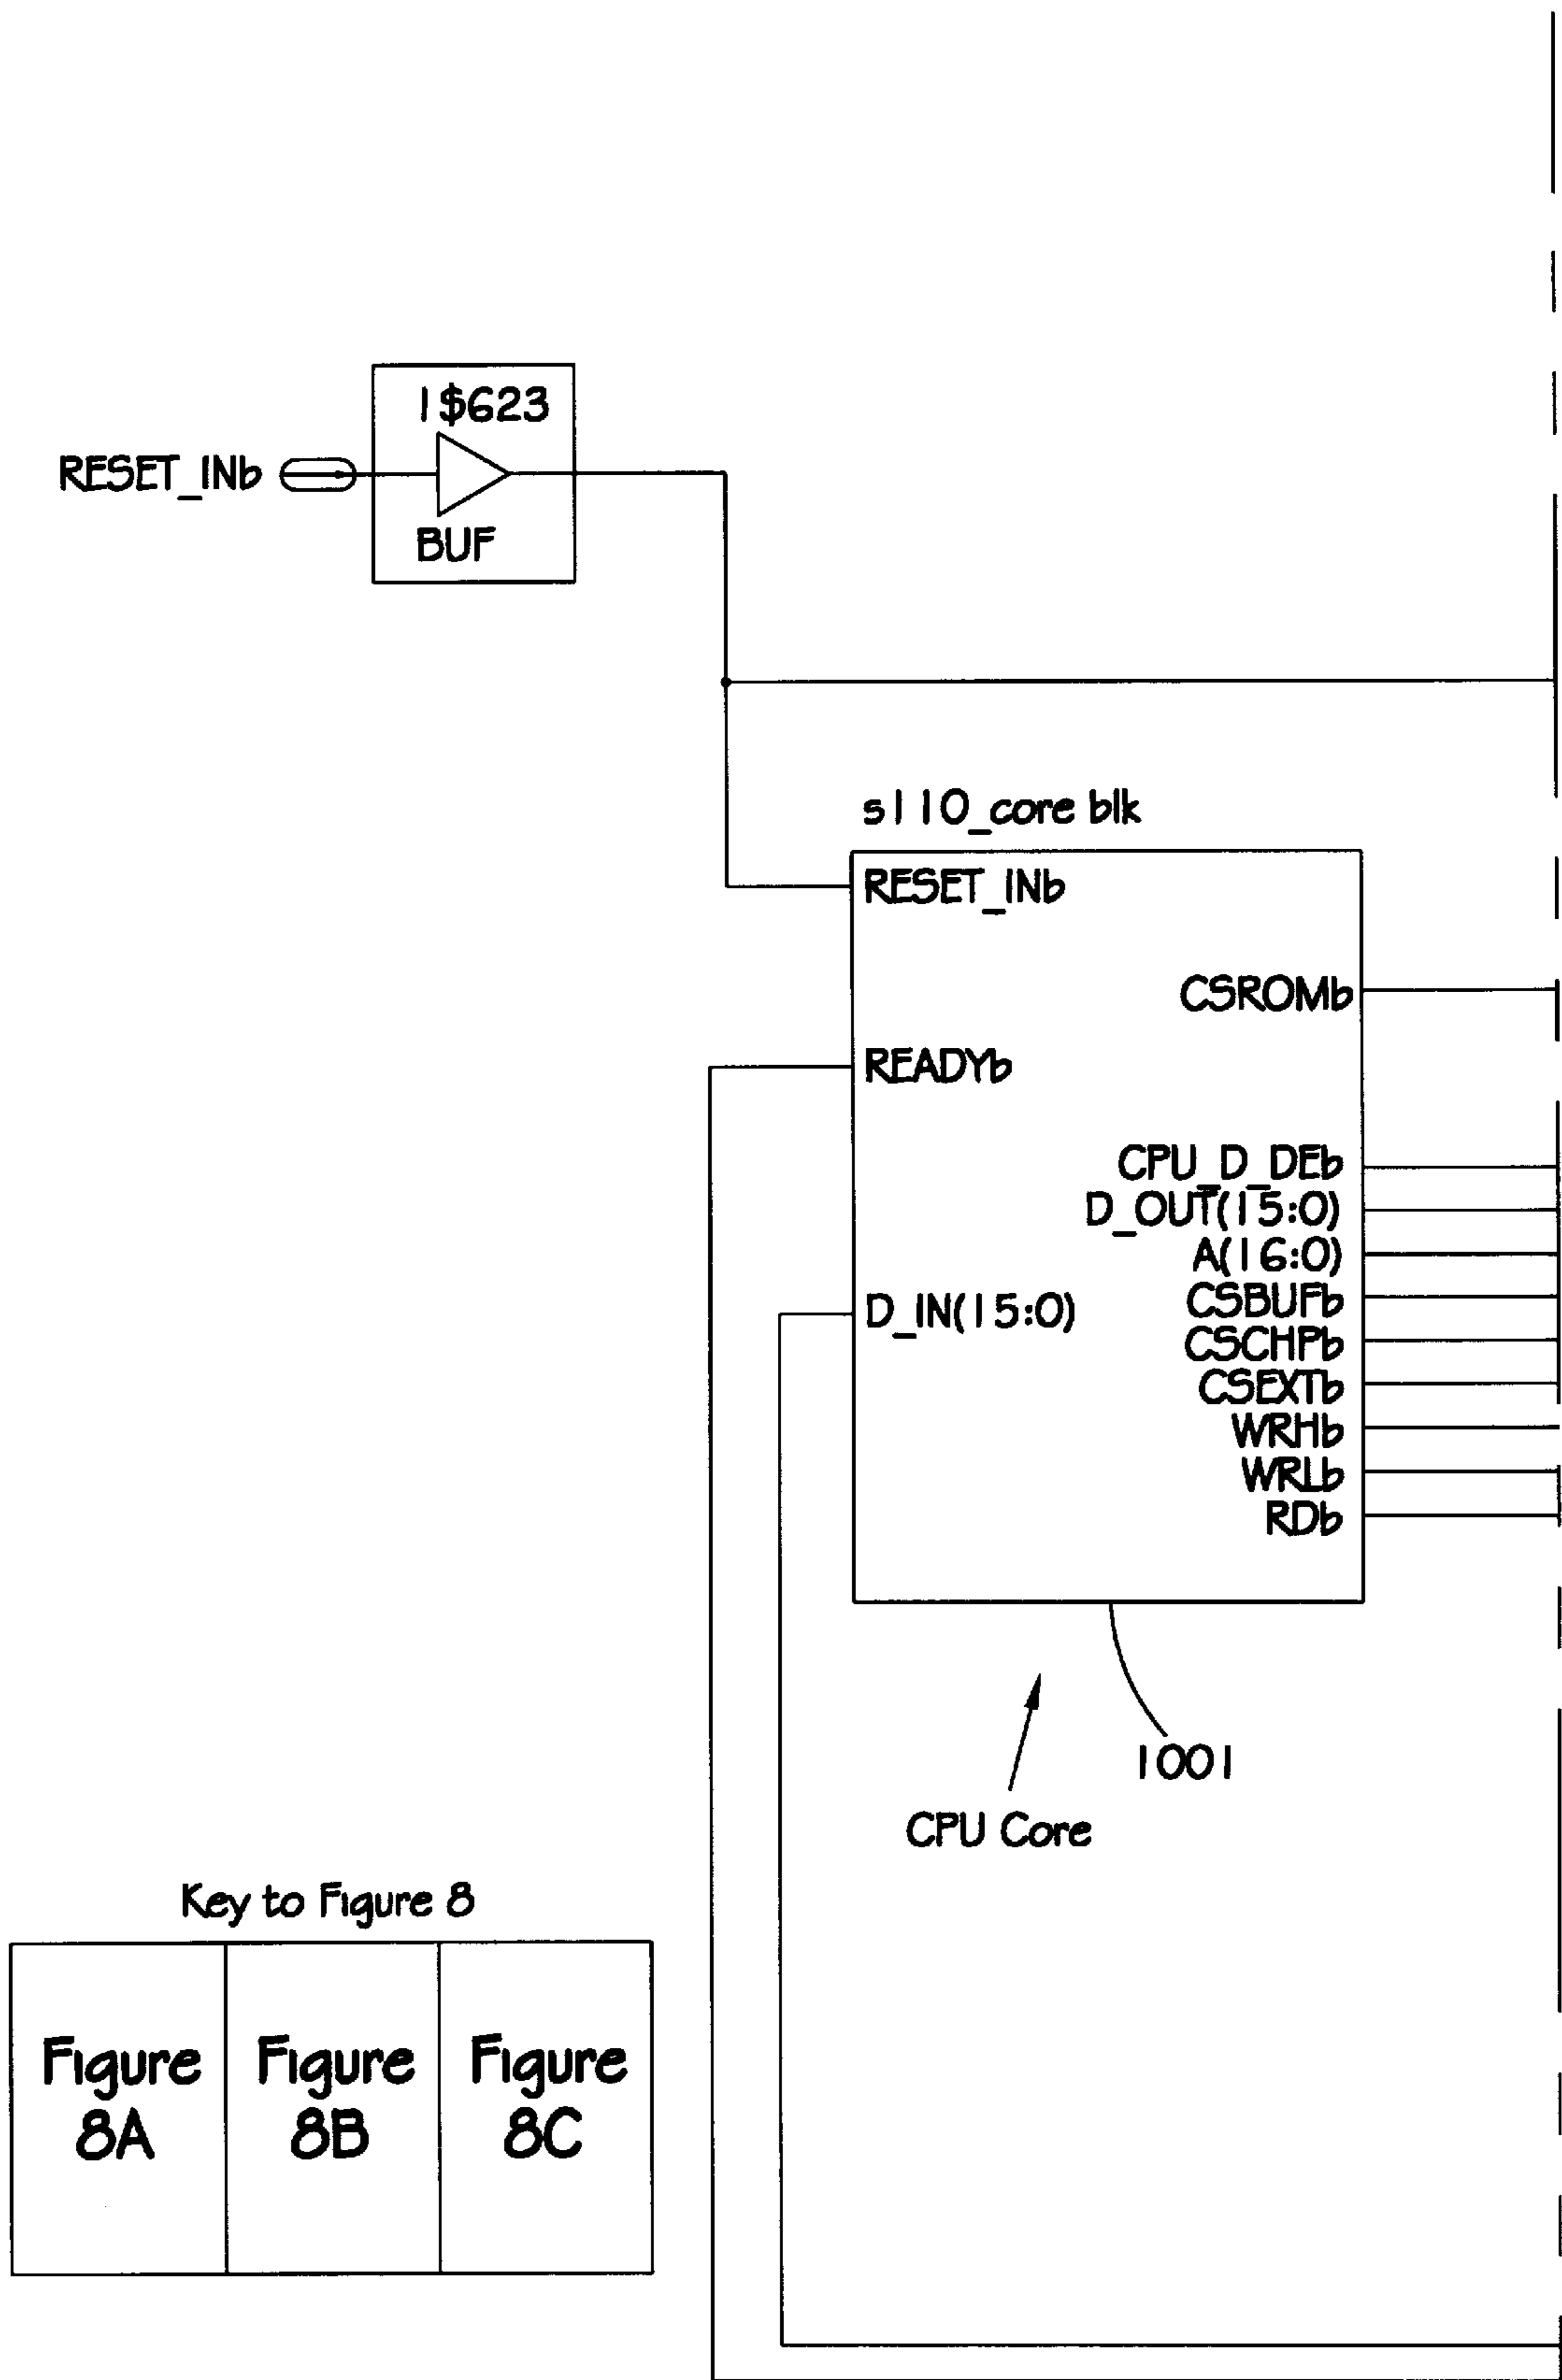 1$623
RESET_INb
BUF
s110_core blk
RESET_INb
CSROMb
READYb
CPU_D_DEb
D_OUT(15:0)
A(16:0)
CSBUFb
D_IN(15:0)
CSCHPb
CSEXTb
WRHb
WRLb
RDb
1001
CPU Core
Key to Figure 8
Figure 8A
Figure 8B
Figure 8C